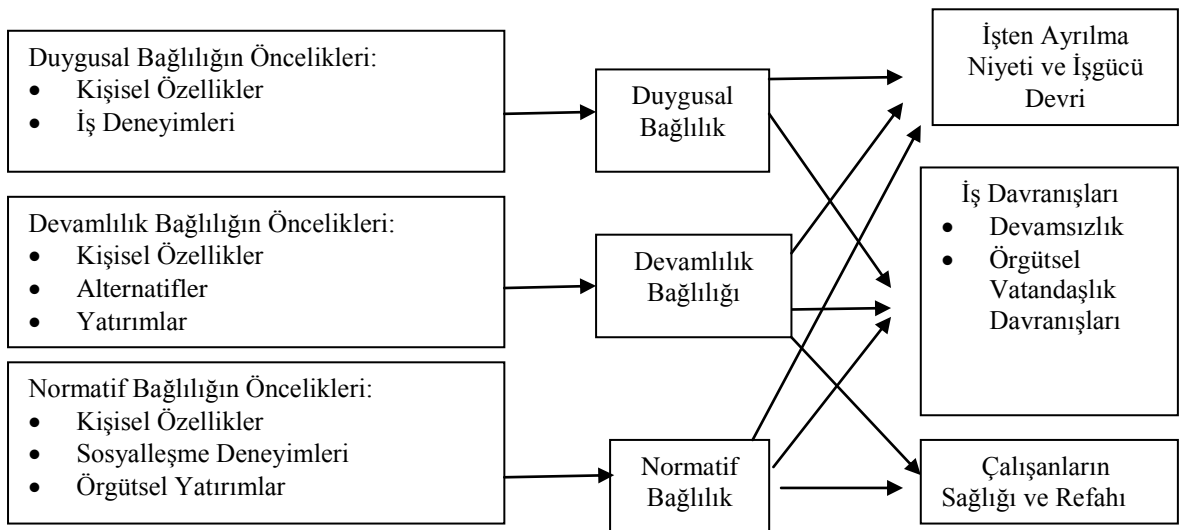 Duygusal Bağlılığın Öncelikleri:
• Kişisel Özellikler
• İş Deneyimleri
Devamlılık Bağlılığın Öncelikleri:
• Kişisel Özellikler
• Alternatifler
• Yatırımlar
Normatif Bağlılığın Öncelikleri:
• Kişisel Özellikler
• Sosyalleşme Deneyimleri
• Örgütsel Yatırımlar
Duygusal
Bağlılık
Devamlılık
Bağlılığı
Normatif
Bağlılık
İşten Ayrılma
Niyeti ve İşgücü
Devri
İş Davranışları
• Devamsızlık
• Örgütsel
Vatandaşlık
Davranışları
Çalışanların
Sağlığı ve Refahı